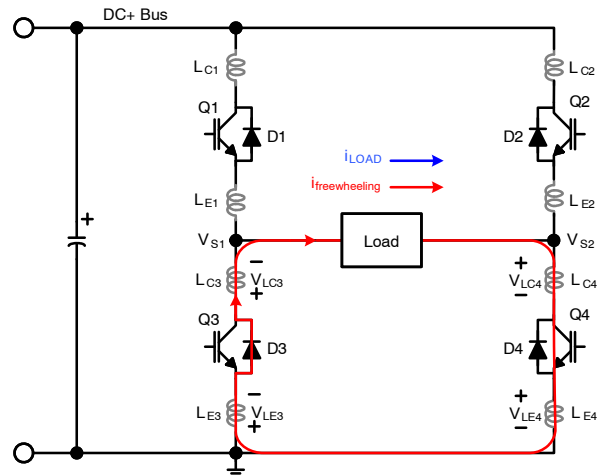 DC+ Bus
LC1
LC2
Q1
Q2
D1
D2
iLOAD
ifreewheeling
LE1
LE2
+
VS1
Load
VS2
−
+
LC3
VLC3
VLC4
LC4
+
−
Q3
Q4
D3
D4
−
+
LE3
VLE3
VLE4
LE4
+
−